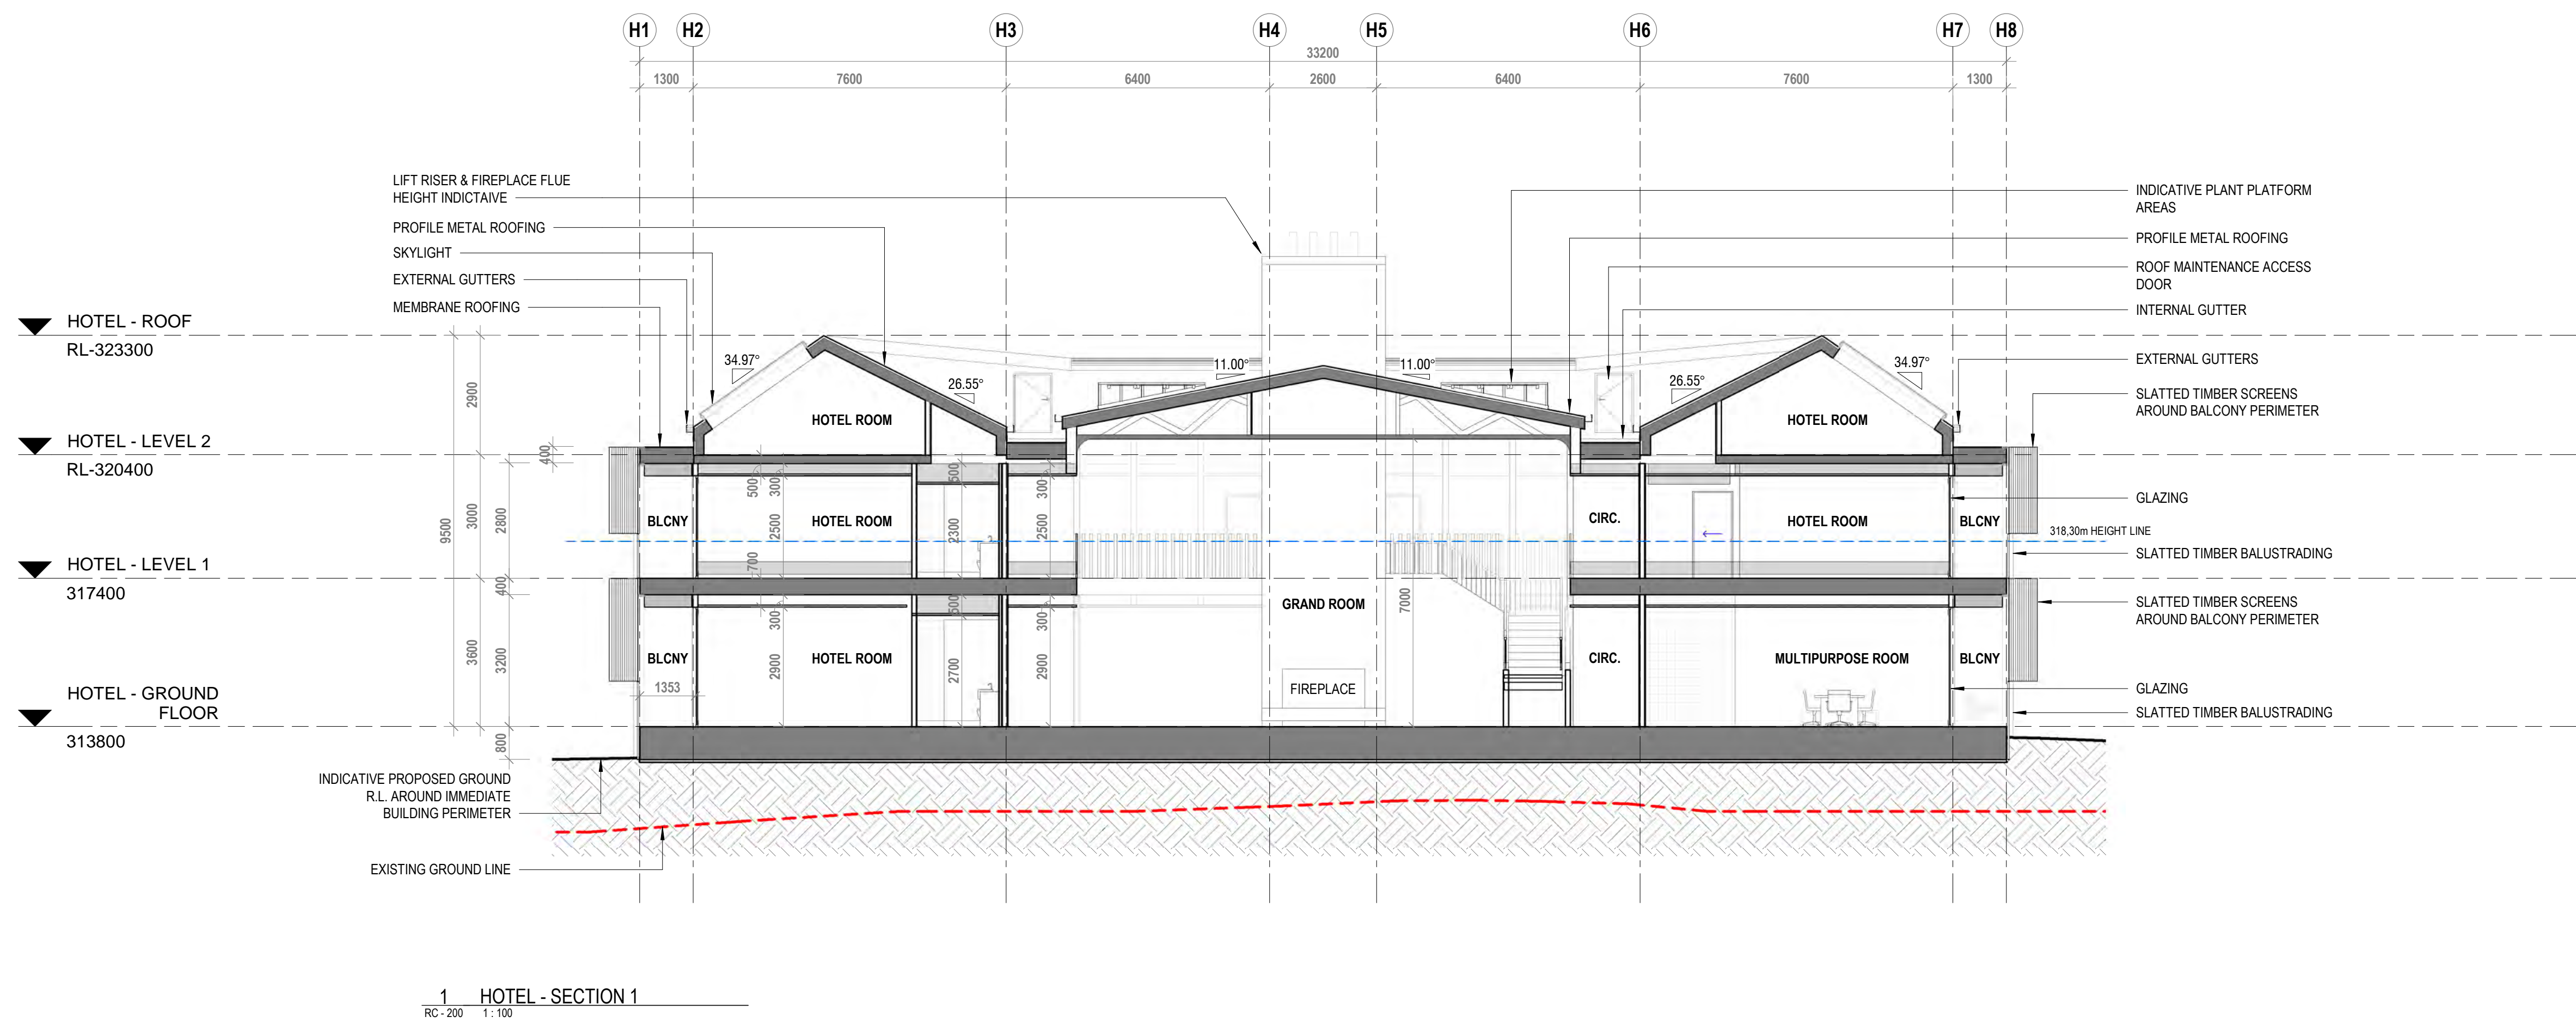 H1 H2 H3 H4 H5 H6 H7 H8
33200
1300 7600 6400 2600 6400 7600 1300
LIFT RISER & FIREPLACE FLUE
HEIGHT INDICTAIVE
PROFILE METAL ROOFING
SKYLIGHT
EXTERNAL GUTTERS
MEMBRANE ROOFING
INDICATIVE PLANT PLATFORM
AREAS
PROFILE METAL ROOFING
ROOF MAINTENANCE ACCESS
DOOR
INTERNAL GUTTER
EXTERNAL GUTTERS
SLATTED TIMBER SCREENS
AROUND BALCONY PERIMETER
GLAZING
318,30m HEIGHT LINE
SLATTED TIMBER BALUSTRADING
SLATTED TIMBER SCREENS
AROUND BALCONY PERIMETER
GLAZING
SLATTED TIMBER BALUSTRADING
HOTEL - ROOF
RL-323300
HOTEL - LEVEL 2
RL-320400
HOTEL - LEVEL 1
317400
HOTEL - GROUND
FLOOR
313800
9500
2900
3000
3600
400
2800
400
3200
800
34.97°
26.55°
11.00°
11.00°
26.55°
34.97°
HOTEL ROOM
HOTEL ROOM
500
300
500
300
BLCNY
HOTEL ROOM
2500
2300
2500
700
CIRC.
HOTEL ROOM
BLCNY
300
600
300
GRAND ROOM
7000
BLCNY
HOTEL ROOM
2900
2700
2900
CIRC.
MULTIPURPOSE ROOM
BLCNY
1353
FIREPLACE
INDICATIVE PROPOSED GROUND
R.L. AROUND IMMEDIATE
BUILDING PERIMETER
EXISTING GROUND LINE
1 HOTEL - SECTION 1
RC - 200 1 : 100